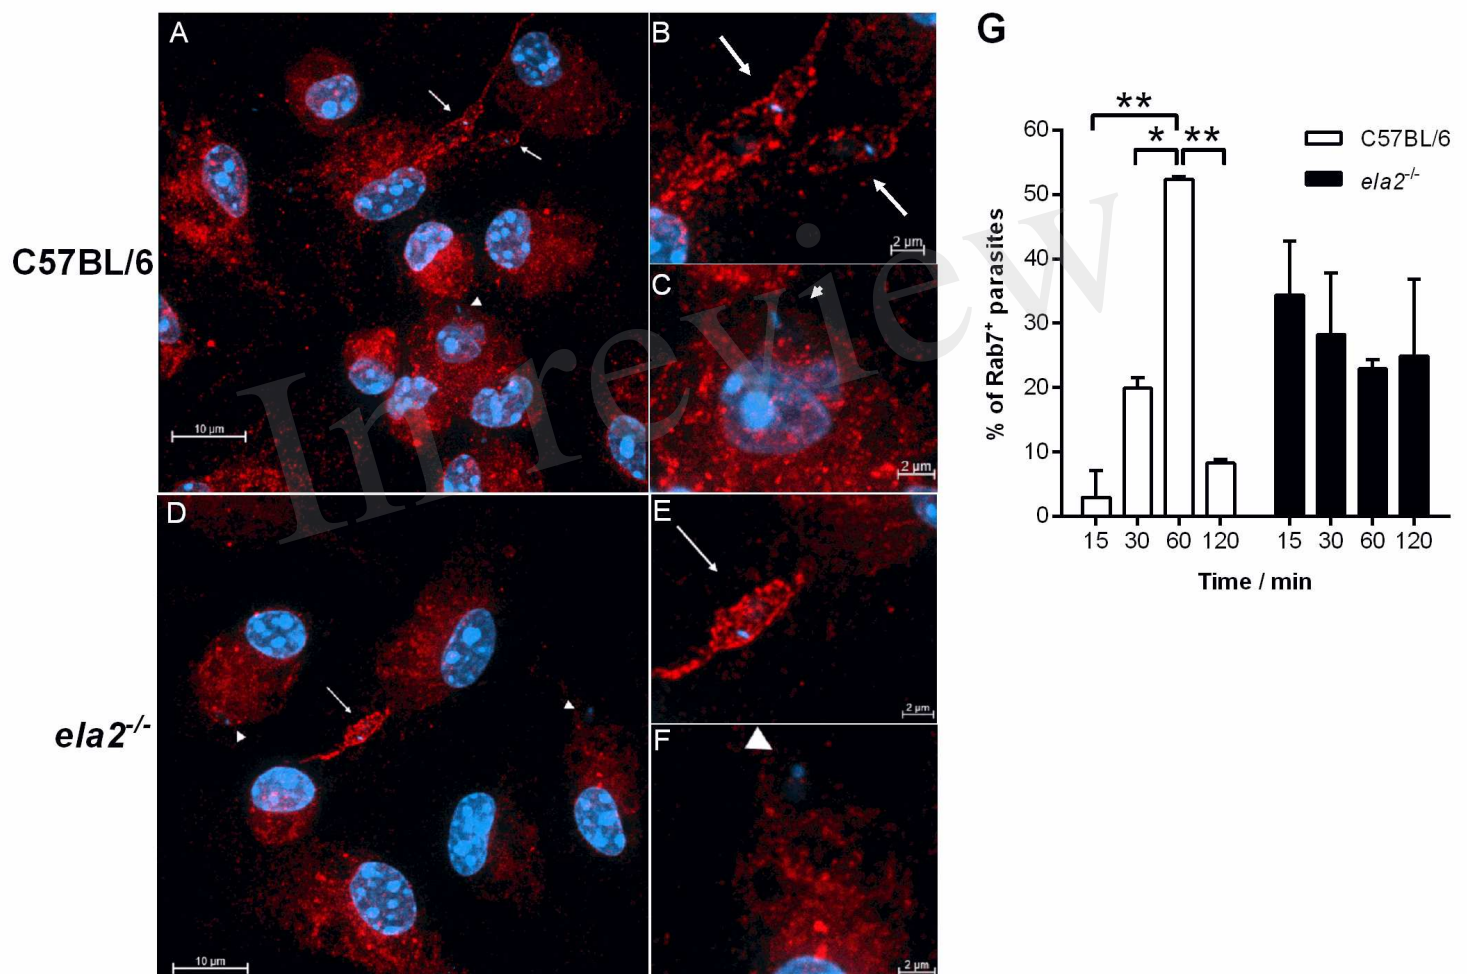 A
B
C
D
E
F
G
C57BL/6
ela2-/-
10 µm
2 µm
2 µm
10 µm
2 µm
2 µm
In review
% of Rab7+ parasites
60
50
40
30
20
10
0
**
* **
C57BL/6
ela2-/-
15 30 60 120 15 30 60 120
Time / min